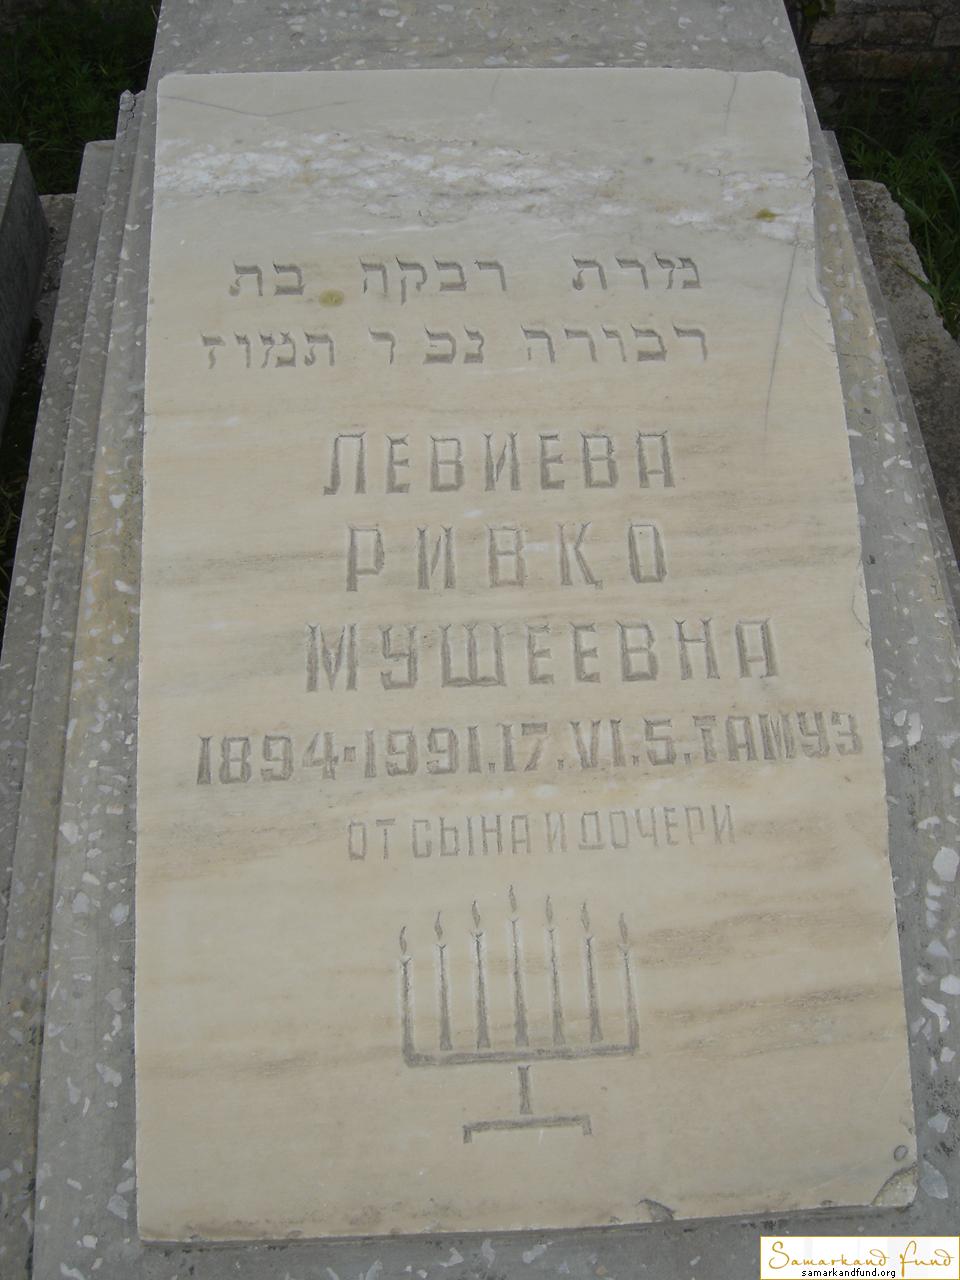 מורת רבקה בת
דבורה נפ ד תמוז
ЛЕВИЕВА
РИВКО
МУШЕЕВНА
1894-1991.17.VI.5.ТАМУЗ
ОТ СЫНА И ДОЧЕРИ
Samarkand Fund
samarkandfund.org